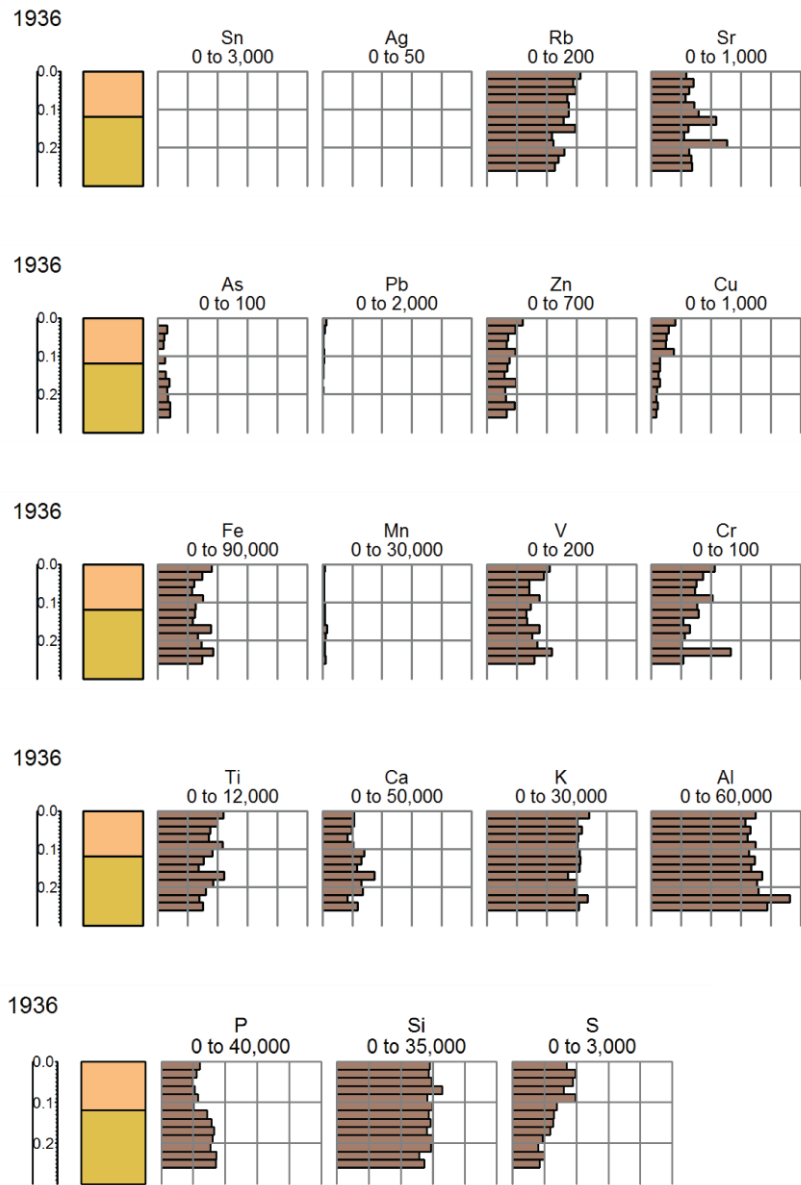 1936
Sn Ag Rb Sr
0 to 3,000 0 to 50 0 to 200 0 to 1,000
0.0
0.1
0.2
1936
As Pb Zn Cu
0 to 100 0 to 2,000 0 to 700 0 to 1,000
0.0
0.1
0.2
1936
Fe Mn V Cr
0 to 90,000 0 to 30,000 0 to 200 0 to 100
0.0
0.1
0.2
1936
Ti Ca K Al
0 to 12,000 0 to 50,000 0 to 30,000 0 to 60,000
0.0
0.1
0.2
1936
P Si S
0 to 40,000 0 to 35,000 0 to 3,000
0.0
0.1
0.2